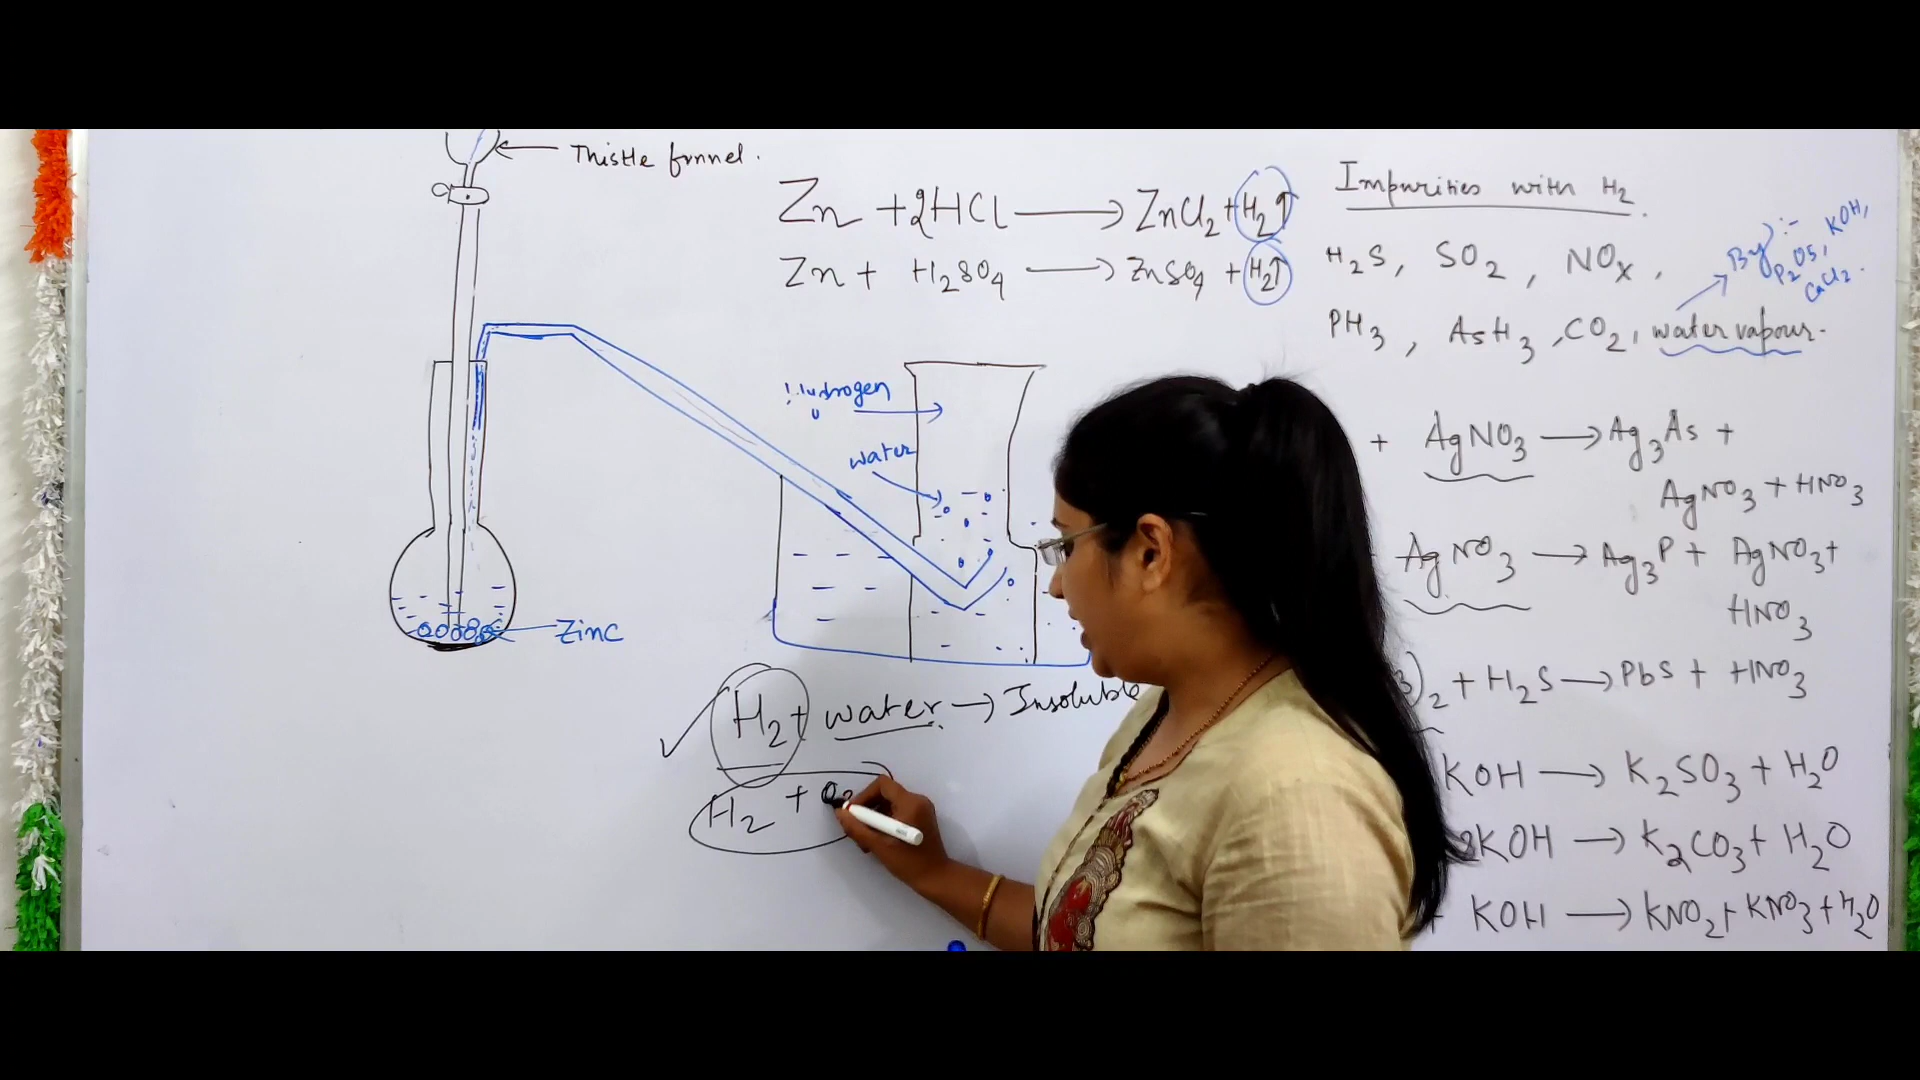 Thistle funnel.
Zn + 2HCl ⟶ ZnCl₂ + H₂↑
Zn + H₂SO₄ ⟶ ZnSO₄ + H₂↑
Hydrogen
water
Zinc
H₂ + water. → Insoluble
H₂ + O₂
Impurities with H₂.
H₂S, SO₂, NOₓ,
By :- KOH,
P₂O₅,
CaCl₂.
PH₃, AsH₃, CO₂, water vapour.
+ AgNO₃ ⟶ Ag₃As +
AgNO₃ + HNO₃
AgNO₃ ⟶ Ag₃P + AgNO₃ +
HNO₃
3)₂ + H₂S ⟶ PbS + HNO₃
KOH ⟶ K₂SO₃ + H₂O
2KOH ⟶ K₂CO₃ + H₂O
+ KOH ⟶ KNO₂ + KNO₃ + H₂O